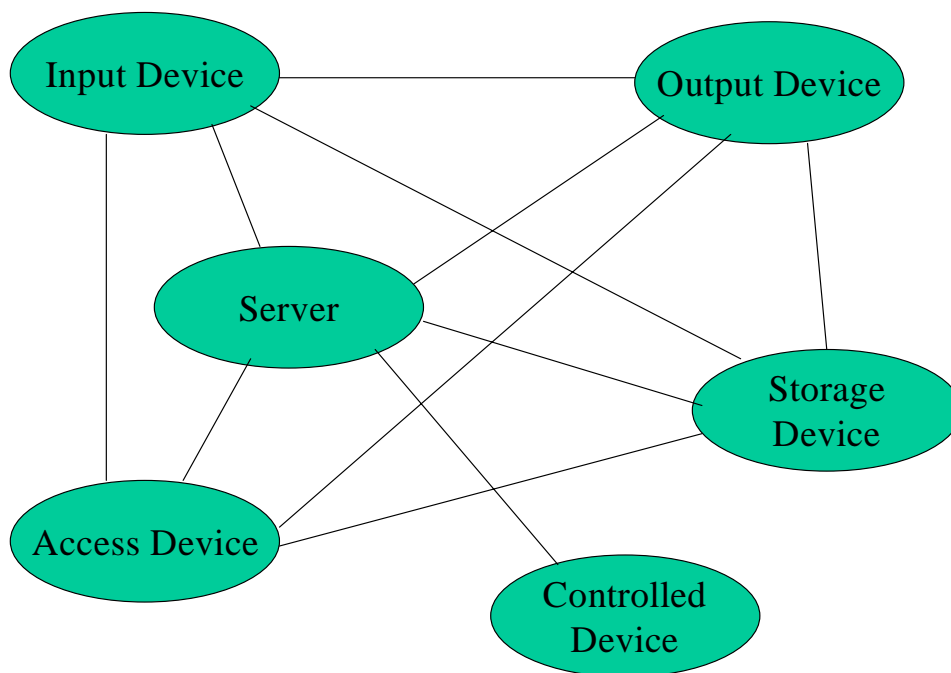 Input Device
Output Device
Server
Storage
Device
Access Device
Controlled
Device